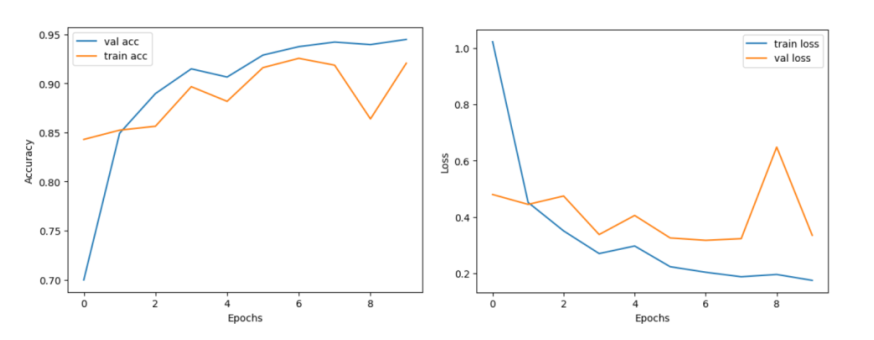 val acc
train acc
0.95
0.90
0.85
0.80
0.75
0.70
Accuracy
0 2 4 6 8
Epochs
train loss
val loss
1.0
0.8
0.6
0.4
0.2
Loss
0 2 4 6 8
Epochs